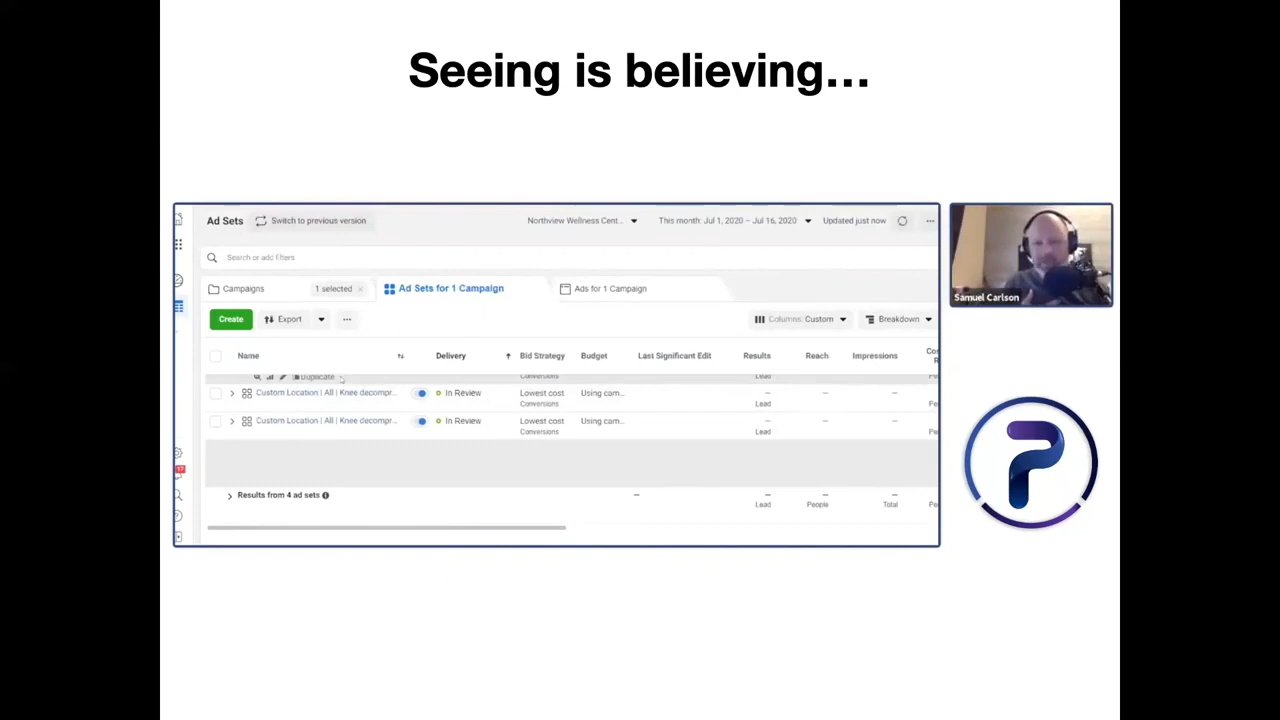 Seeing is believing…
Ad Sets Switch to previous version Northview Wellness Cent... This month: Jul 1, 2020 – Jul 16, 2020 Updated just now
Search or add filters
Campaigns 1 selected × Ad Sets for 1 Campaign Ads for 1 Campaign
Samuel Carlson
Create Export Columns: Custom Breakdown
Name Delivery Bid Strategy Budget Last Significant Edit Results Reach Impressions
Duplicate Conversions Lead
Custom Location | All | Knee decompr... In Review Lowest cost Using cam... —
Conversions Lead
Custom Location | All | Knee decompr... In Review Lowest cost Using cam... —
Conversions Lead
17
Results from 4 ad sets — — — —
Lead People Total
P